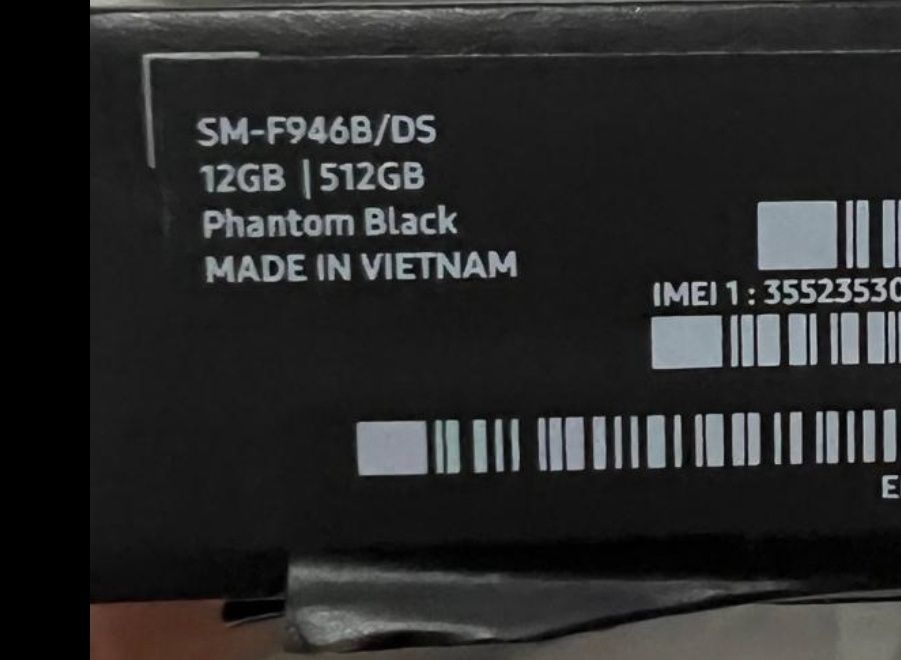 SM-F946B/DS
12GB | 512GB
Phantom Black
MADE IN VIETNAM
IMEI 1 : 35523530
E